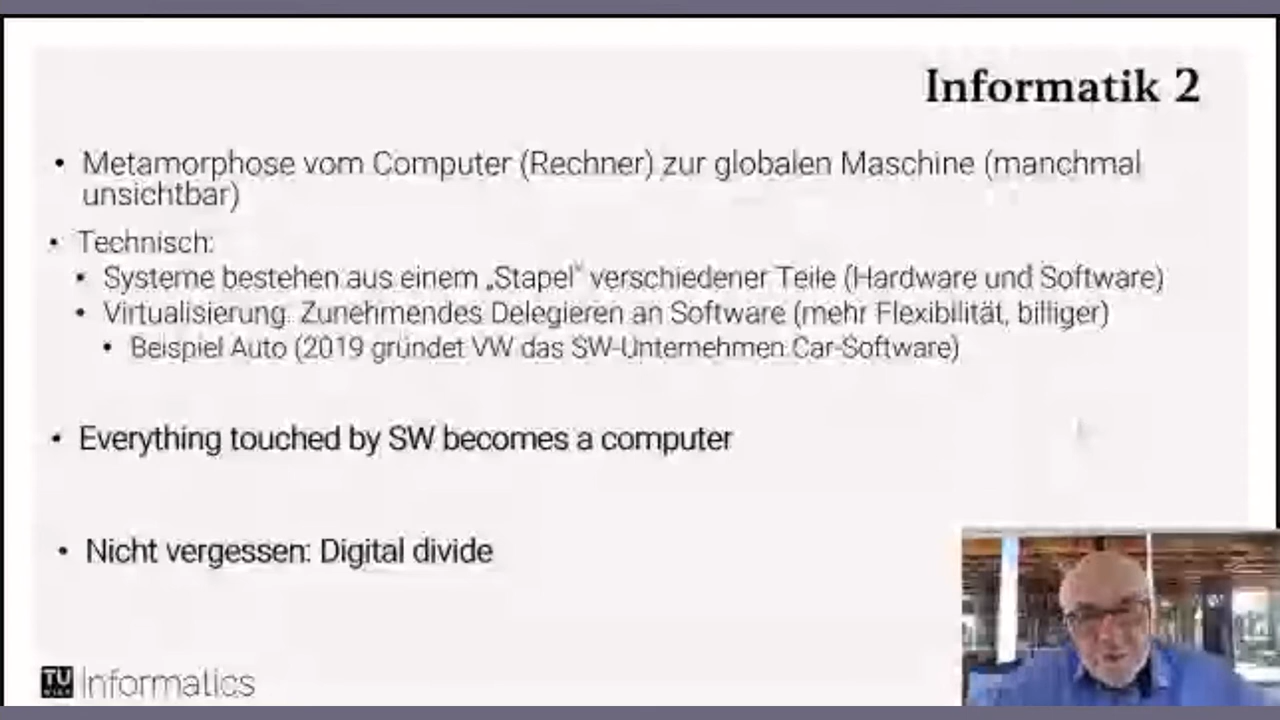 Informatik 2
• Metamorphose vom Computer (Rechner) zur globalen Maschine (manchmal
unsichtbar)
• Technisch:
• Systeme bestehen aus einem „Stapel“ verschiedener Teile (Hardware und Software)
• Virtualisierung. Zunehmendes Delegieren an Software (mehr Flexibilität, billiger)
• Beispiel Auto (2019 gründet VW das SW-Unternehmen Car-Software)
• Everything touched by SW becomes a computer
• Nicht vergessen: Digital divide
TU
WIEN
Informatics